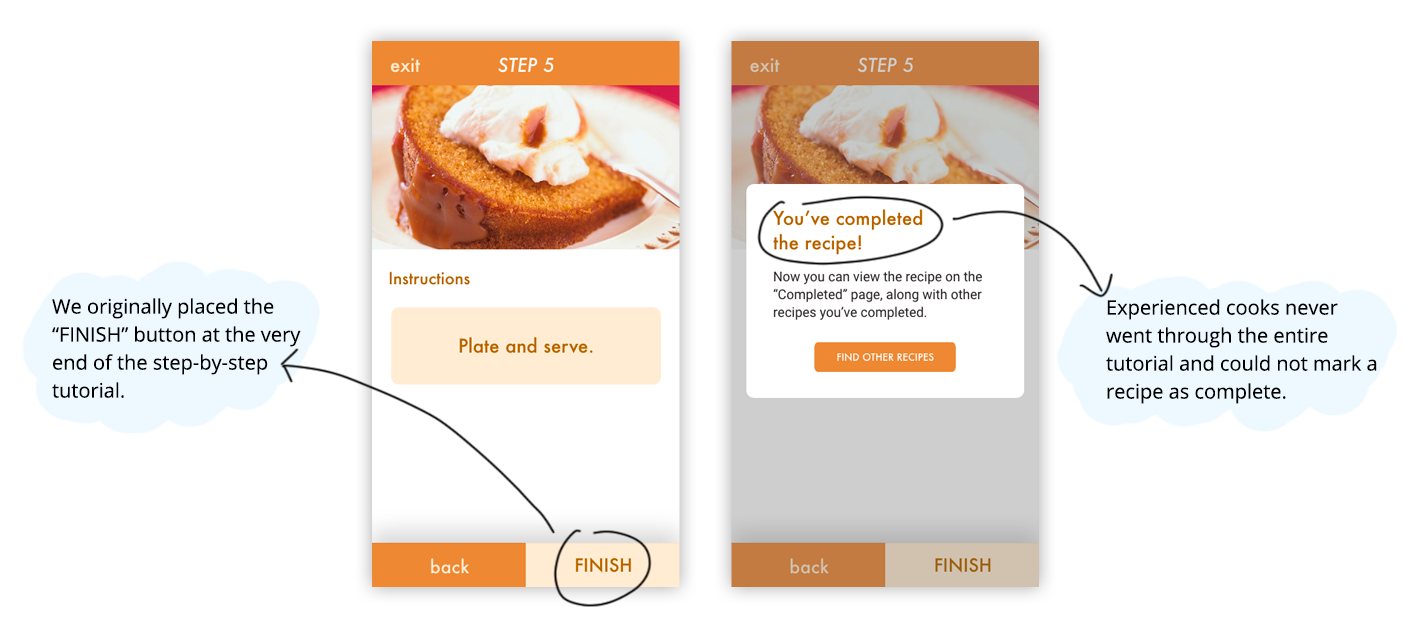 exit
STEP 5
Instructions
Plate and serve.
back
FINISH
We originally placed the
“FINISH” button at the very
end of the step-by-step
tutorial.
exit
STEP 5
You’ve completed
the recipe!
Now you can view the recipe on the
“Completed” page, along with other
recipes you’ve completed.
FIND OTHER RECIPES
back
FINISH
Experienced cooks never
went through the entire
tutorial and could not mark a
recipe as complete.